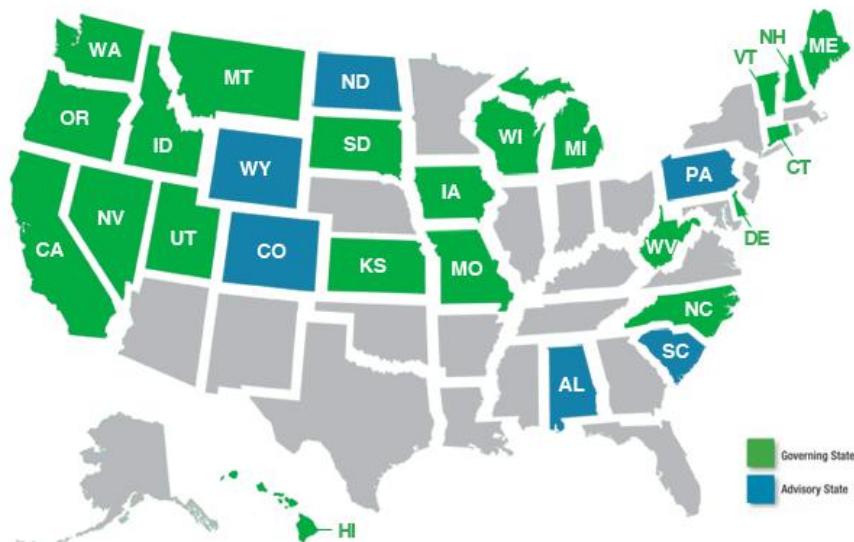 WA
MT
ND
OR
ID
SD
WY
WI
MI
VT
NH
ME
CT
PA
DE
IA
NV
UT
CA
CO
KS
MO
WV
NC
SC
AL
HI
Governing State
Advisory State